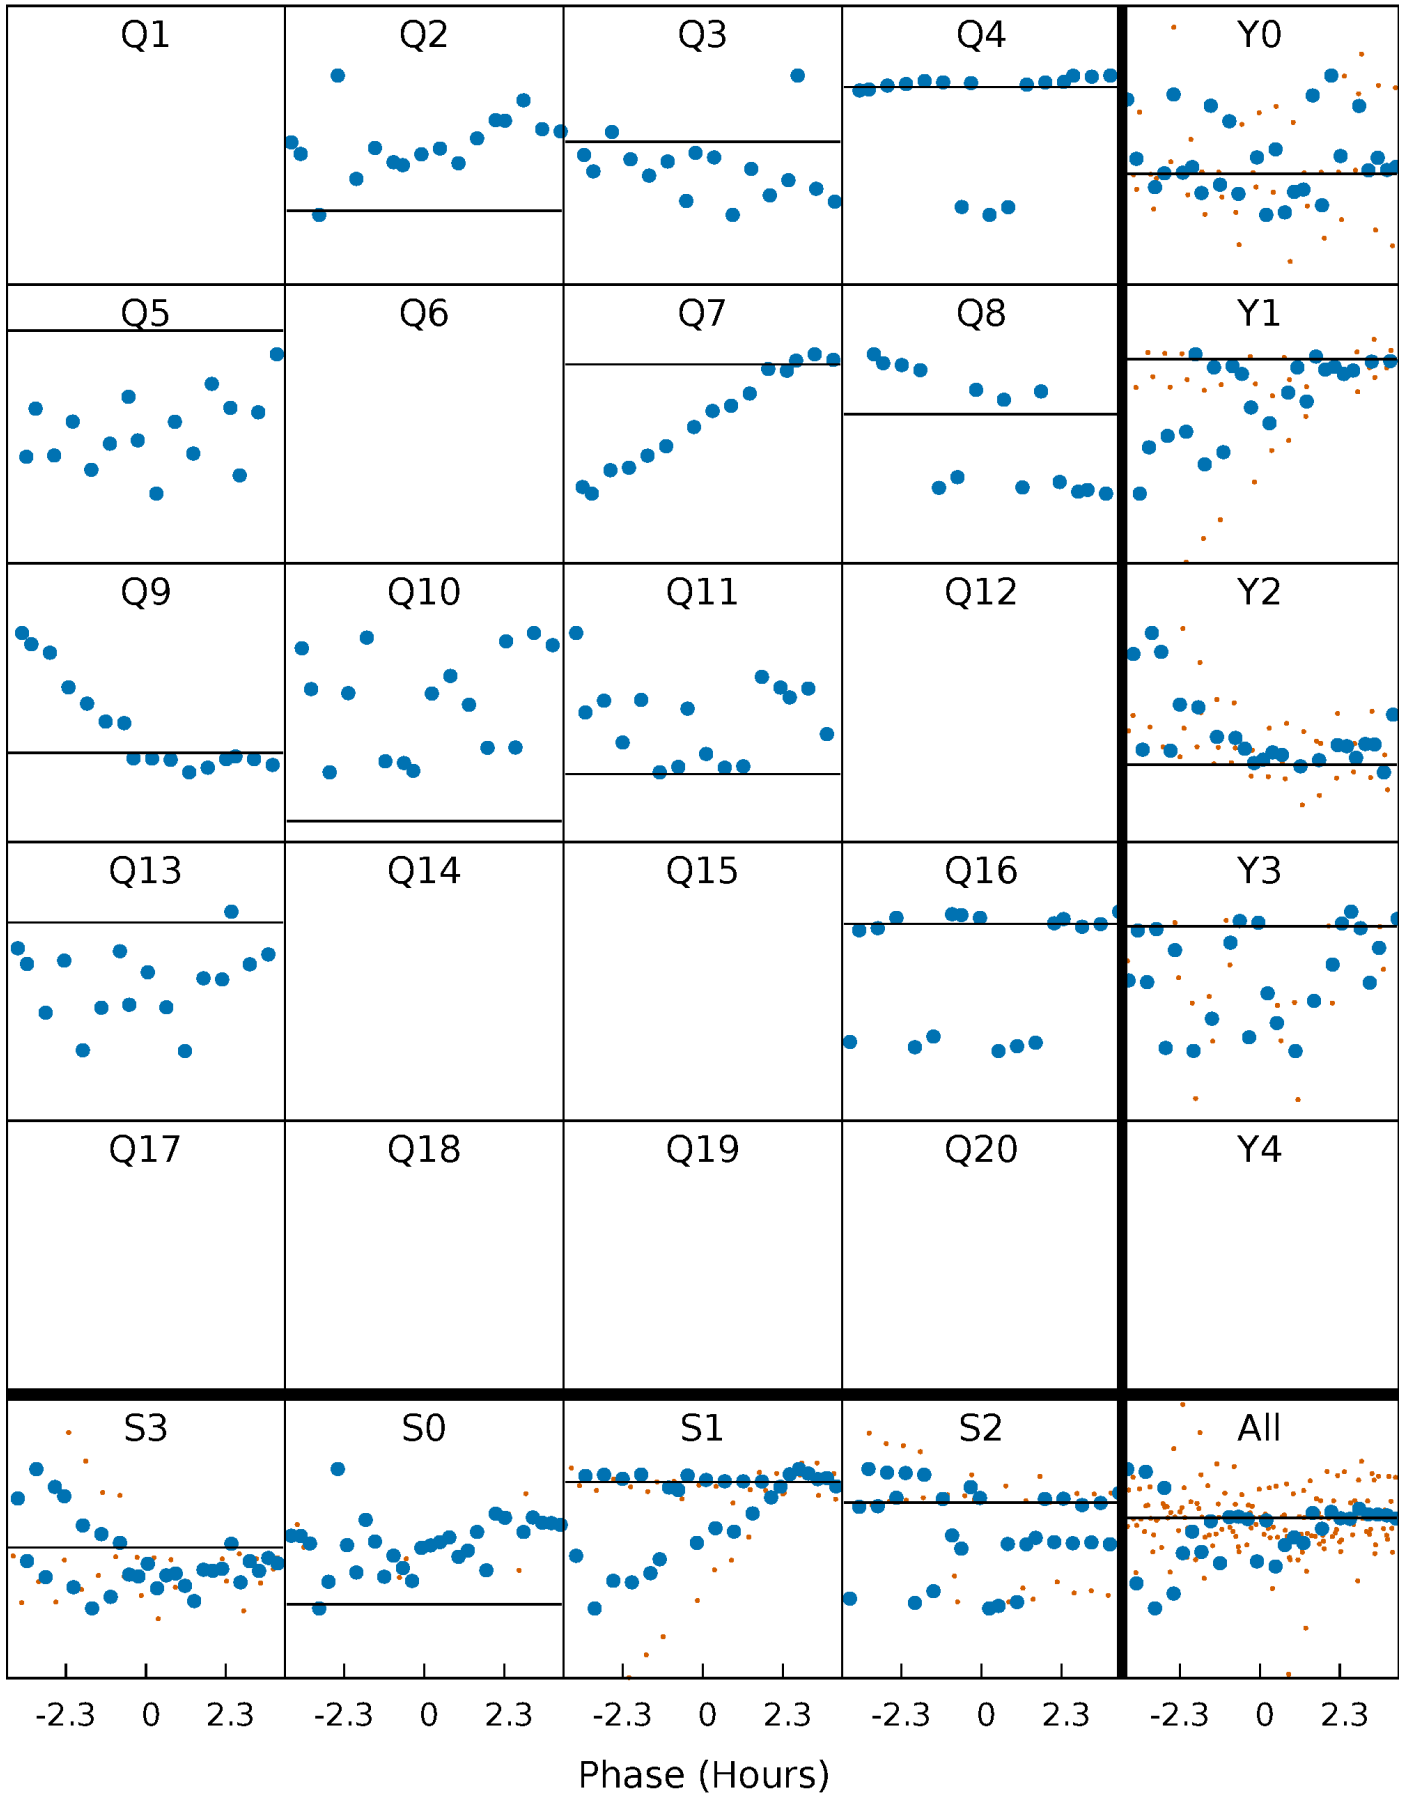 Q1 Q2 Q3 Q4 Y0
Q5 Q6 Q7 Q8 Y1
Q9 Q10 Q11 Q12 Y2
Q13 Q14 Q15 Q16 Y3
Q17 Q18 Q19 Q20 Y4
S3 S0 S1 S2 All
-2.3 0 2.3 -2.3 0 2.3 -2.3 0 2.3 -2.3 0 2.3 -2.3 0 2.3
Phase (Hours)